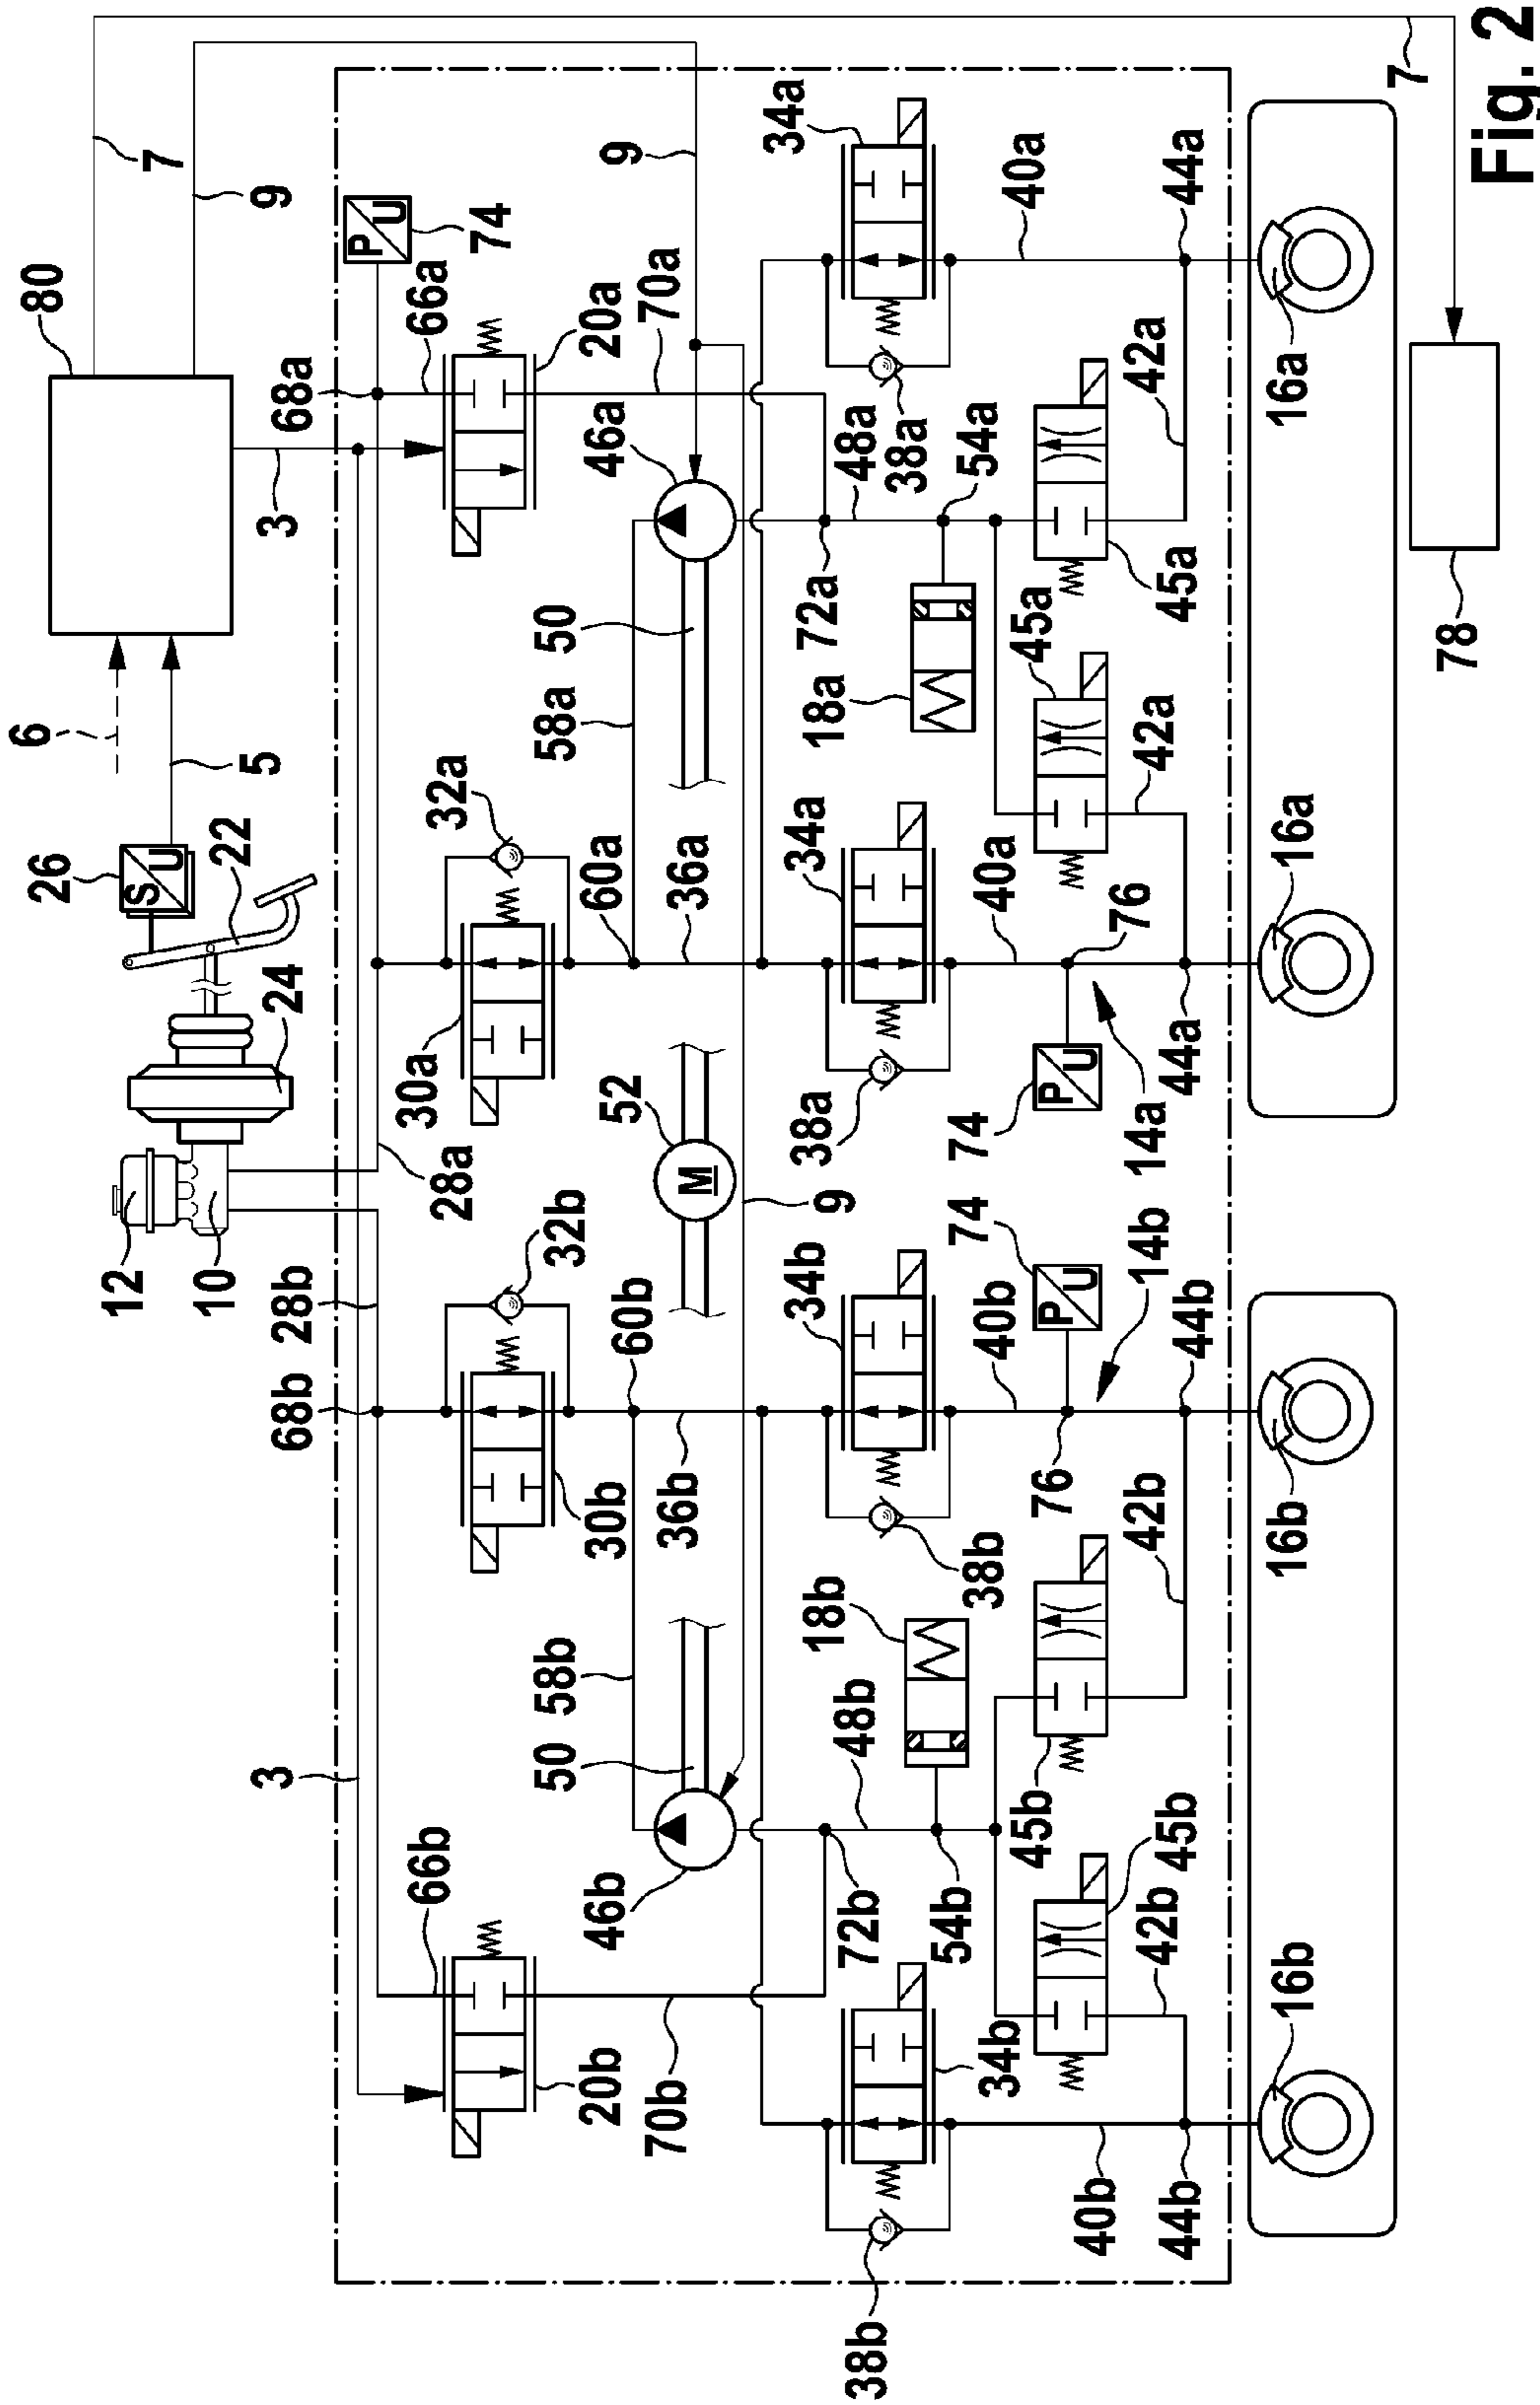 6
80
26
S U
12
7
10
22
5
9
3
24
3
68b
28b
68a
P U
66b
30a
28a
32a
66a
74
32b
50
58b
58a
50
20b
46b
30b
46a
20a
60b
52
60a
9
70b
36b
M
36a
70a
34b
34a
34a
18b
9
18a
72a
72b
48b
38a
48a
38b
38a
54b
38b
74
74
54a
34b
40b
40a
40a
45b
76
76
45a
P U
P U
40b
42b
14b
14a
42a
42b
42a
44b
45b
44b
44a
45a
44a
16b
16b
16a
16a
7
78
Fig. 2